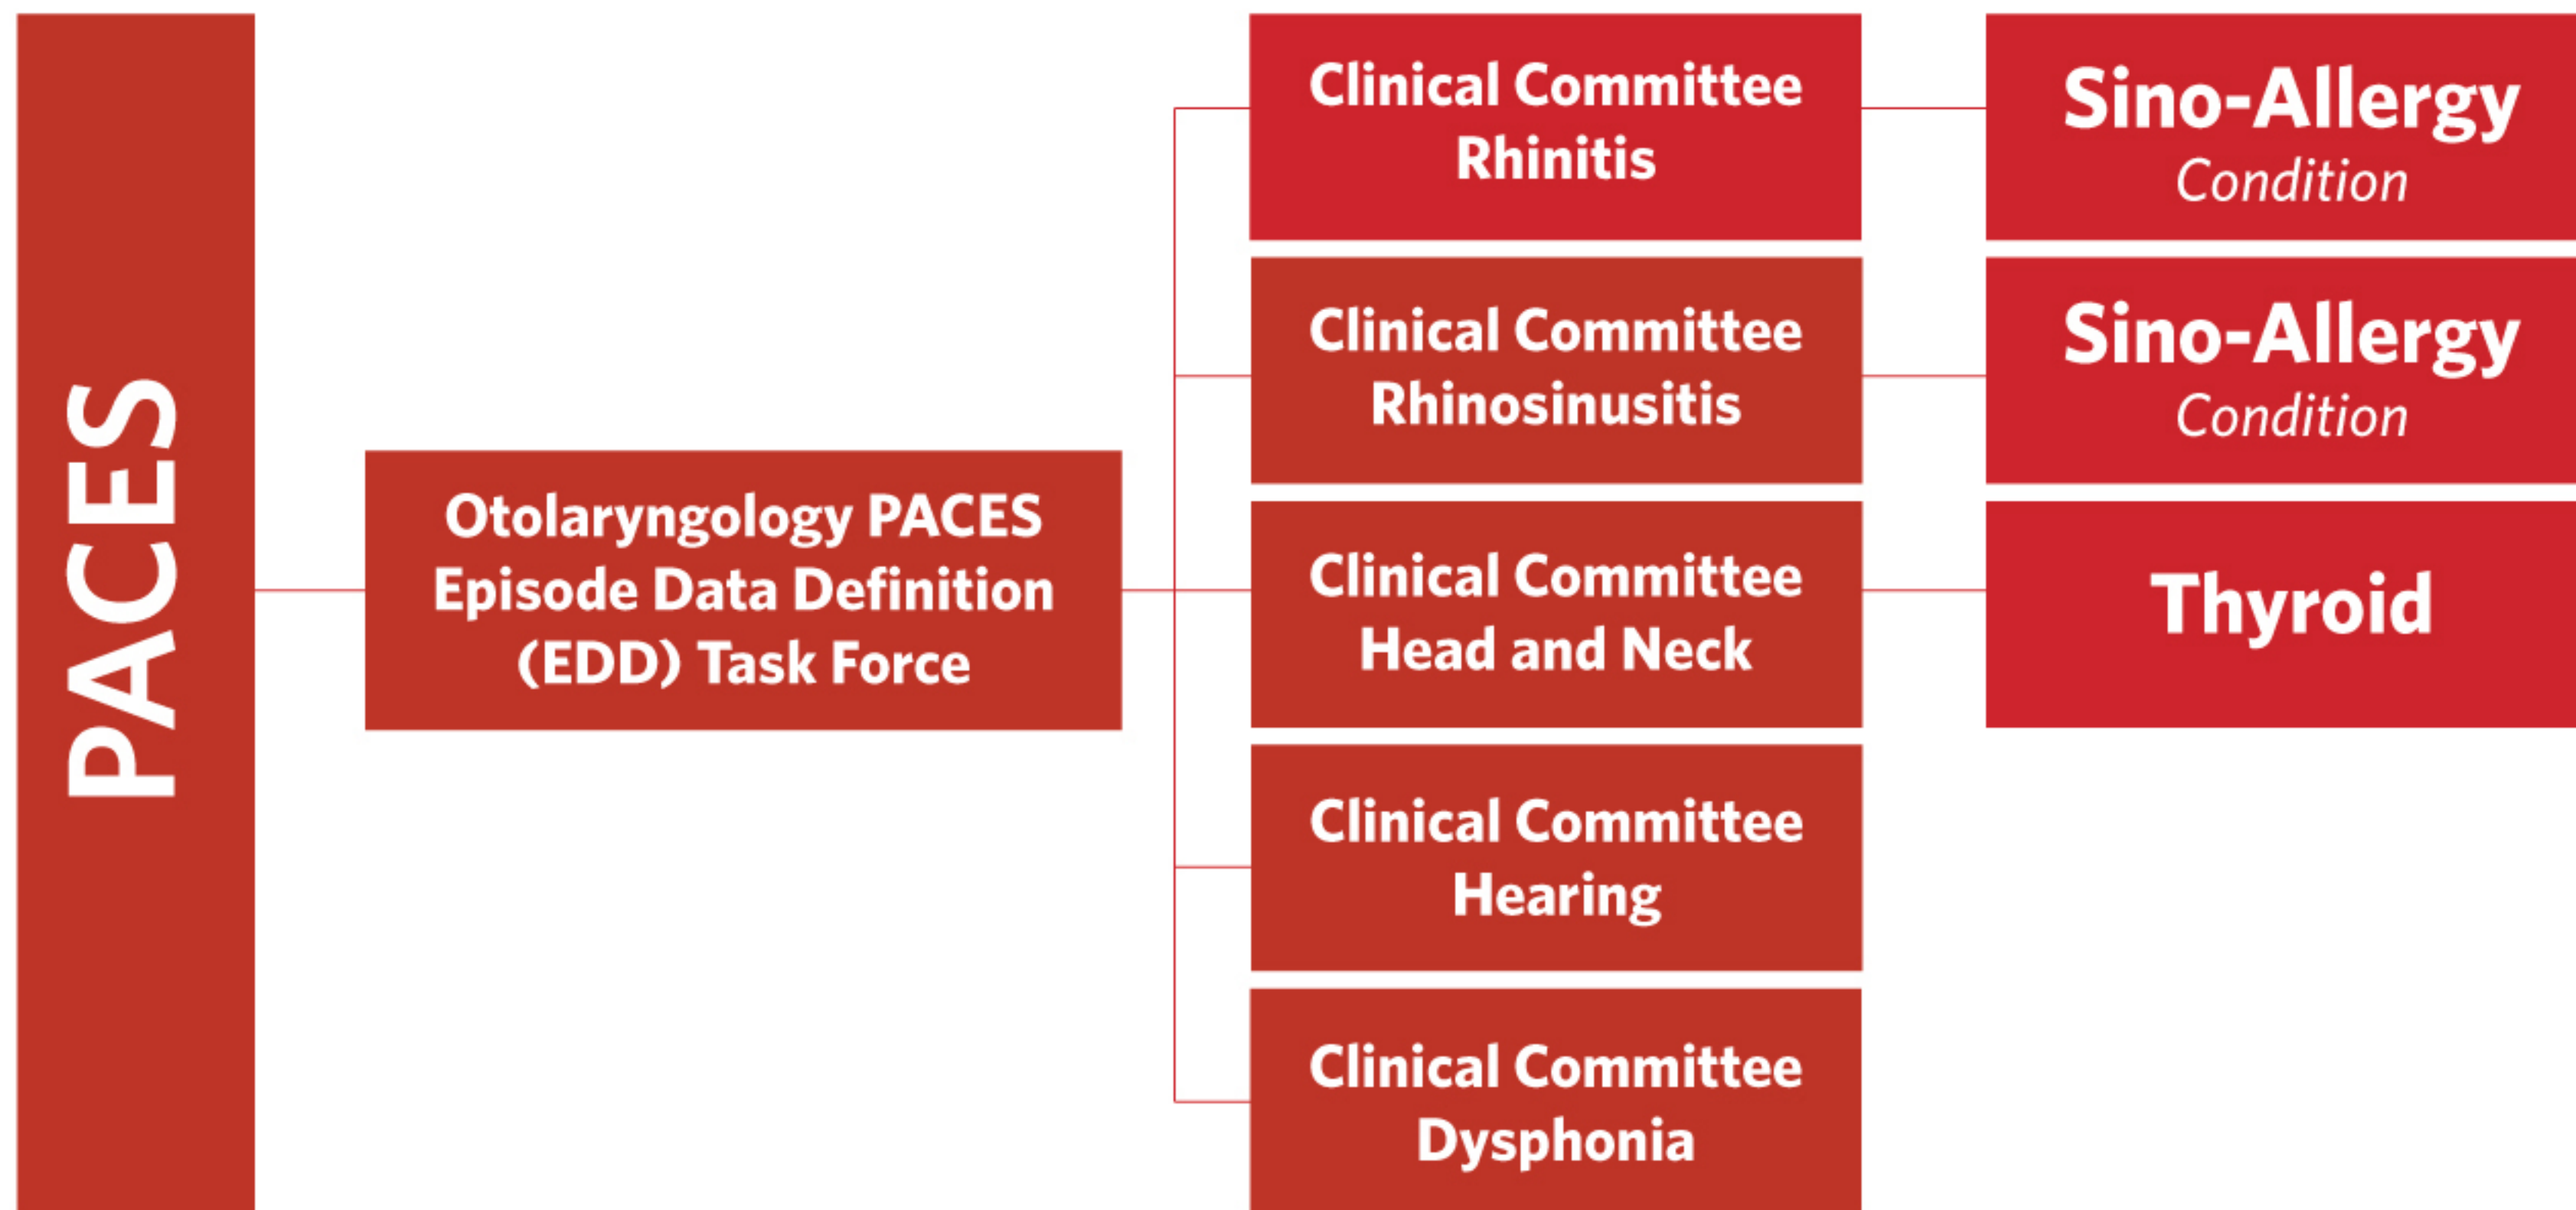 PACES
Otolaryngology PACES
Episode Data Definition
(EDD) Task Force
Clinical Committee
Rhinitis
Sino-Allergy
Condition
Clinical Committee
Rhinosinusitis
Sino-Allergy
Condition
Clinical Committee
Head and Neck
Thyroid
Clinical Committee
Hearing
Clinical Committee
Dysphonia